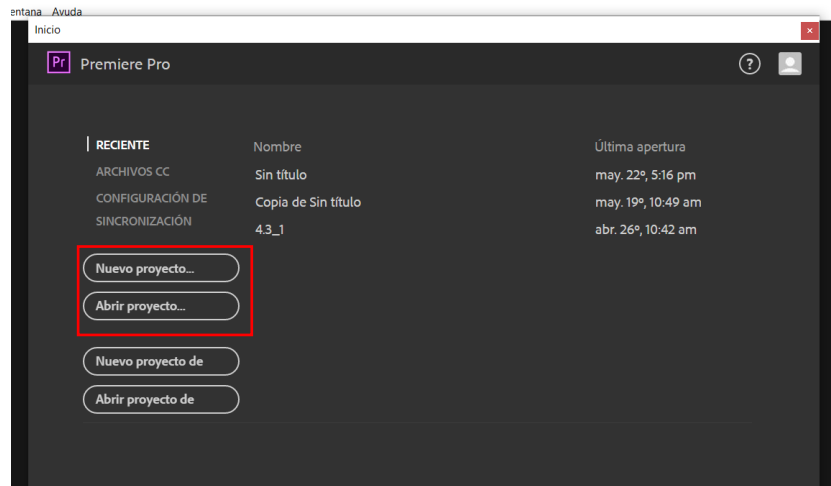 entana Avuda
Inicio
Pr Premiere Pro
?
RECIENTE
Nombre
Última apertura
ARCHIVOS CC
Sin título
may. 22º, 5:16 pm
CONFIGURACIÓN DE
SINCRONIZACIÓN
Copia de Sin título
may. 19º, 10:49 am
4.3_1
abr. 26º, 10:42 am
Nuevo proyecto...
Abrir proyecto...
Nuevo proyecto de
Abrir proyecto de